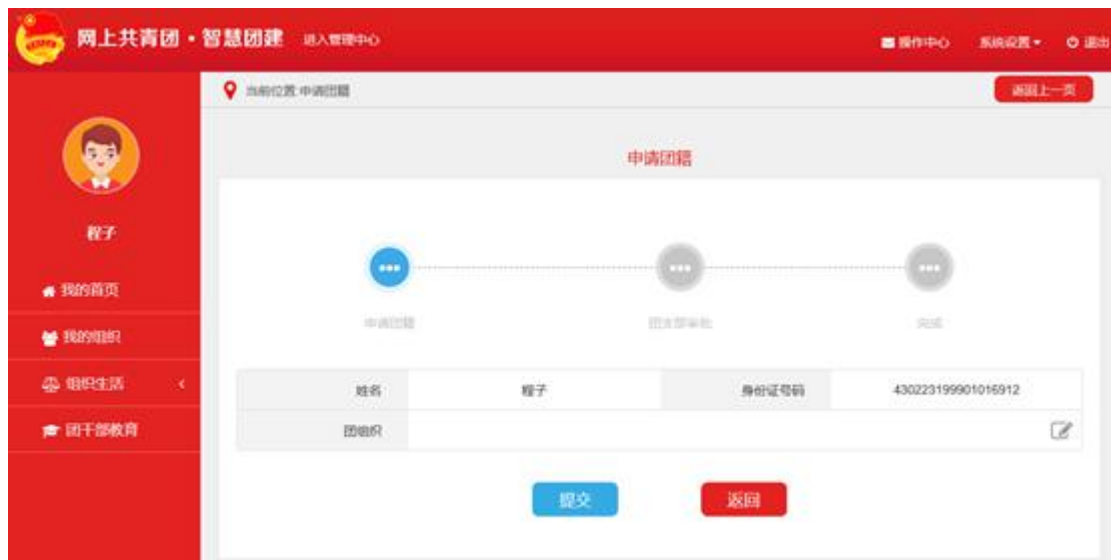 网上共青团·智慧团建 进入管理中心 操作中心 系统设置 退出
当前位置:申请团籍 返回上一页
申请团籍
程子
我的首页
我的组织
组织生活
团干部教育
申请团籍 团支部审批 完成
姓名 程子 身份证号码 430223199901016912
团组织
提交 返回